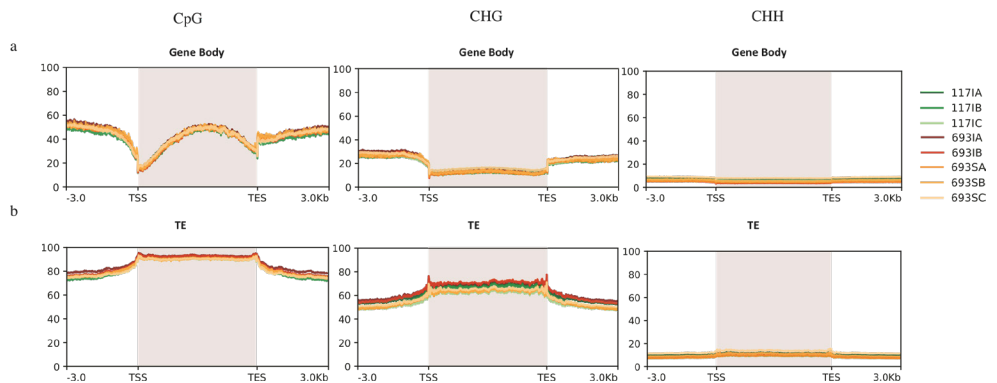 CpG CHG CHH
a
Gene Body Gene Body Gene Body
100 100 100
80 80 80
60 60 60
40 40 40
20 20 20
0 0 0
-3.0 TSS TES 3.0Kb -3.0 TSS TES 3.0Kb -3.0 TSS TES 3.0Kb
117IA
117IB
117IC
693IA
693IB
693SA
693SB
693SC
b
TE TE TE
100 100 100
80 80 80
60 60 60
40 40 40
20 20 20
0 0 0
-3.0 TSS TES 3.0Kb -3.0 TSS TES 3.0Kb -3.0 TSS TES 3.0Kb